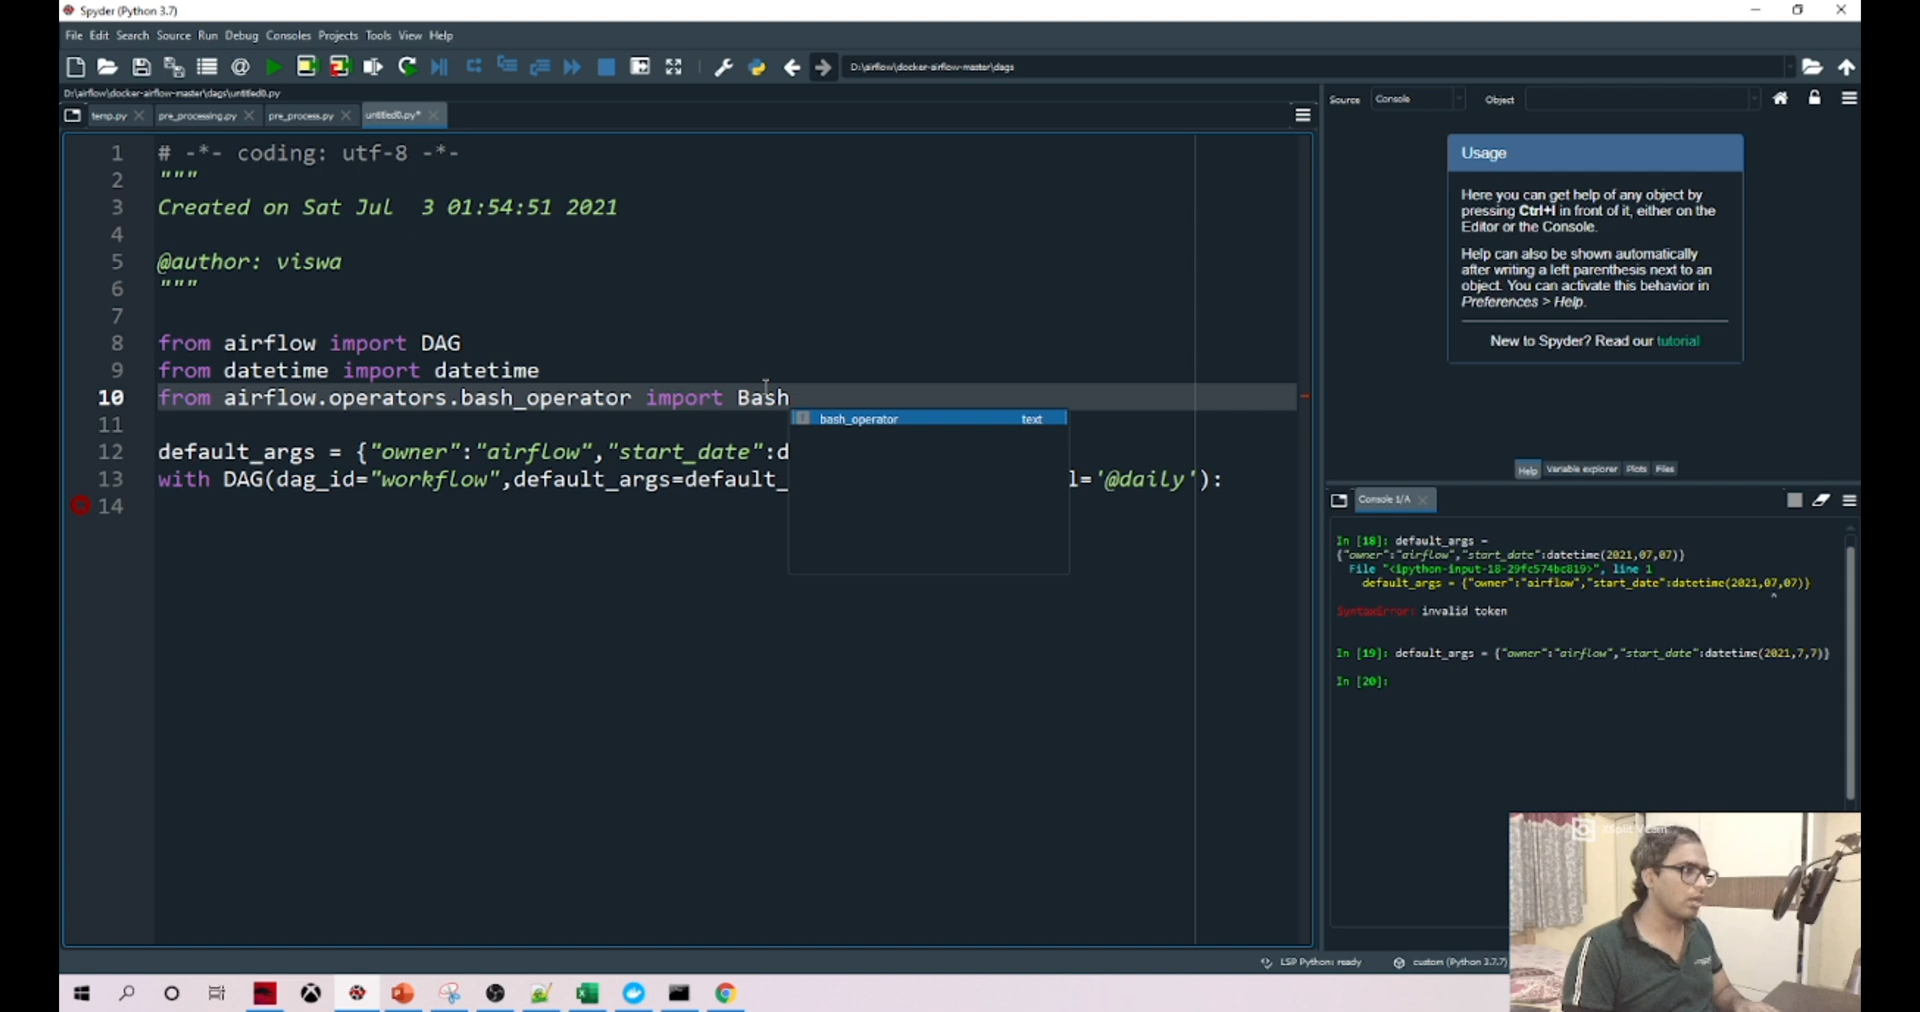 Spyder (Python 3.7)
File Edit Search Source Run Debug Consoles Projects Tools View Help
D:\airflow\docker-airflow-master\dags
D:\airflow\docker-airflow-master\dags\untitled0.py
temp.py pre_processing.py pre_process.py untitled0.py*
1 # -*- coding: utf-8 -*-
2 """
3 Created on Sat Jul  3 01:54:51 2021
4
5 @author: viswa
6 """
7
8 from airflow import DAG
9 from datetime import datetime
10 from airflow.operators.bash_operator import Bash
bash_operator text
11
12 default_args = {"owner":"airflow","start_date":d
13 with DAG(dag_id="workflow",default_args=default_ l='@daily'):
14
Source Console Object
Usage
Here you can get help of any object by
pressing Ctrl+I in front of it, either on the
Editor or the Console.
Help can also be shown automatically
after writing a left parenthesis next to an
object. You can activate this behavior in
Preferences > Help.
New to Spyder? Read our tutorial
Help Variable explorer Plots Files
Console 1/A
In [18]: default_args =
{"owner":"airflow","start_date":datetime(2021,07,07)}
File "<ipython-input-18-29fc574bc819>", line 1
default_args = {"owner":"airflow","start_date":datetime(2021,07,07)}
^
SyntaxError: invalid token
In [19]: default_args = {"owner":"airflow","start_date":datetime(2021,7,7)}
In [20]:
LSP Python: ready custom (Python 3.7.7)